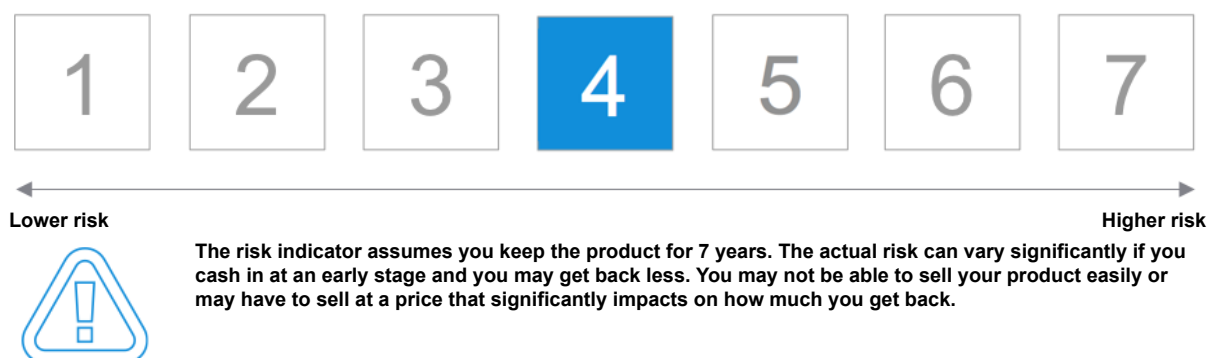 1 2 3 4 5 6 7
Lower risk Higher risk
The risk indicator assumes you keep the product for 7 years. The actual risk can vary significantly if you
cash in at an early stage and you may get back less. You may not be able to sell your product easily or
may have to sell at a price that significantly impacts on how much you get back.